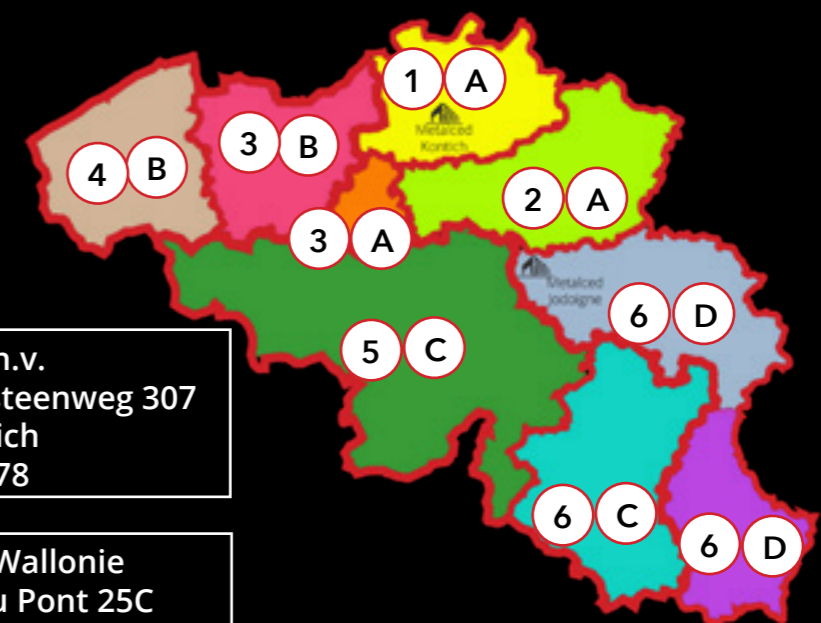 1 A
Metalced
Kontich
3 B
4 B
2 A
3 A
Metalced
Jodoigne
6 D
5 C
n.v.
steenweg 307
ich
78
6 C
6 D
Wallonie
u Pont 25C